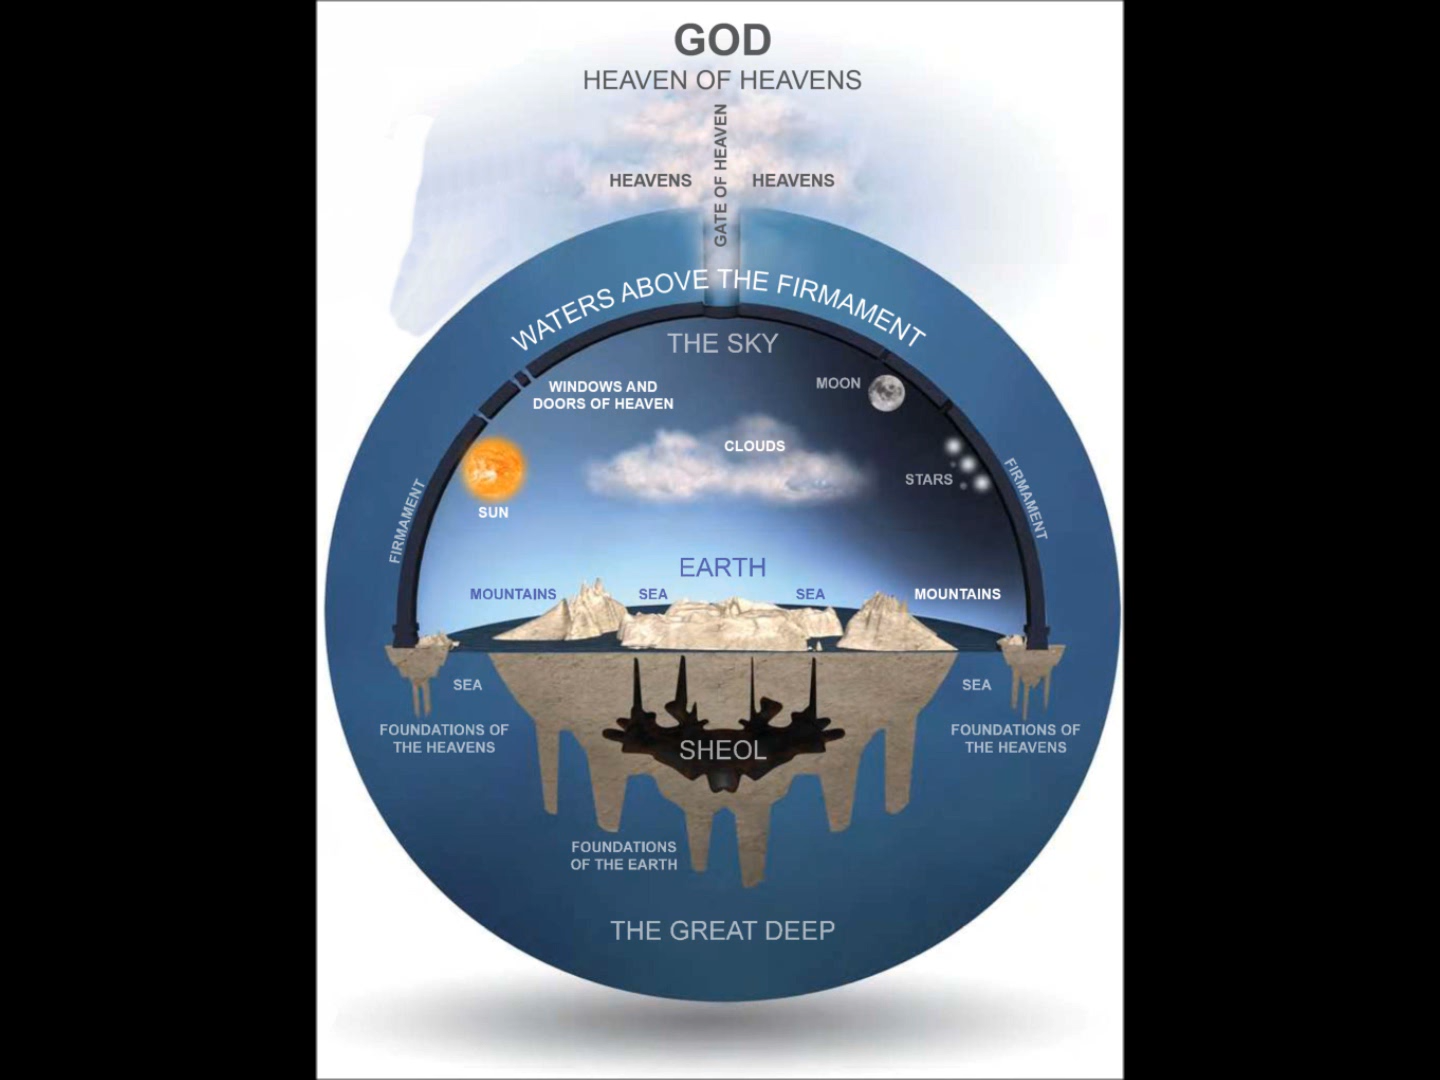 GOD
HEAVEN OF HEAVENS
GATE OF HEAVEN
HEAVENS
HEAVENS
WATERS ABOVE THE FIRMAMENT
THE SKY
WINDOWS AND
DOORS OF HEAVEN
MOON
CLOUDS
STARS
SUN
FIRMAMENT
FIRMAMENT
EARTH
MOUNTAINS
SEA
SEA
MOUNTAINS
SEA
SEA
FOUNDATIONS OF
THE HEAVENS
FOUNDATIONS OF
THE HEAVENS
SHEOL
FOUNDATIONS
OF THE EARTH
THE GREAT DEEP